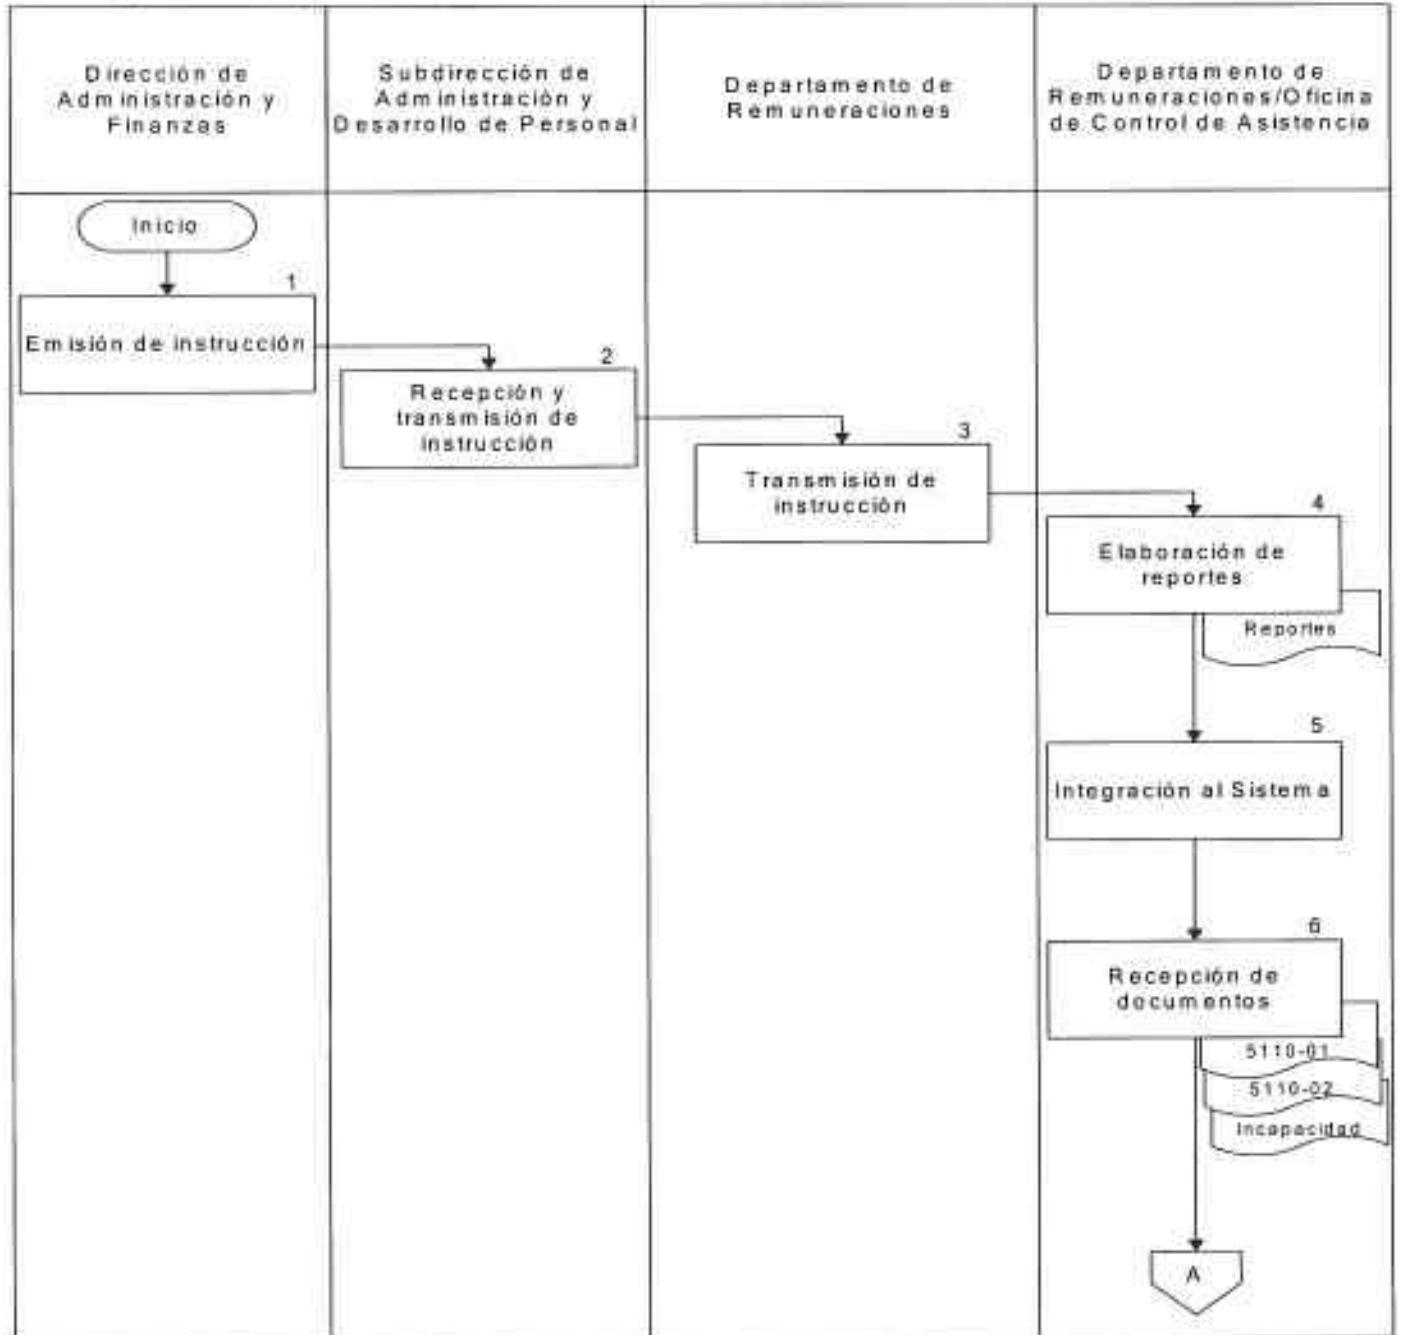 Dirección de
Administración y
Finanzas
Subdirección de
Administración y
Desarrollo de Personal
Departamento de
Remuneraciones
Departamento de
Remuneraciones/Oficina
de Control de Asistencia
Inicio
1
Emisión de instrucción
2
Recepción y
transmisión de
instrucción
3
Transmisión de
instrucción
4
Elaboración de
reportes
Reportes
5
Integración al Sistema
6
Recepción de
documentos
5110-01
5110-02
Incapacidad
A